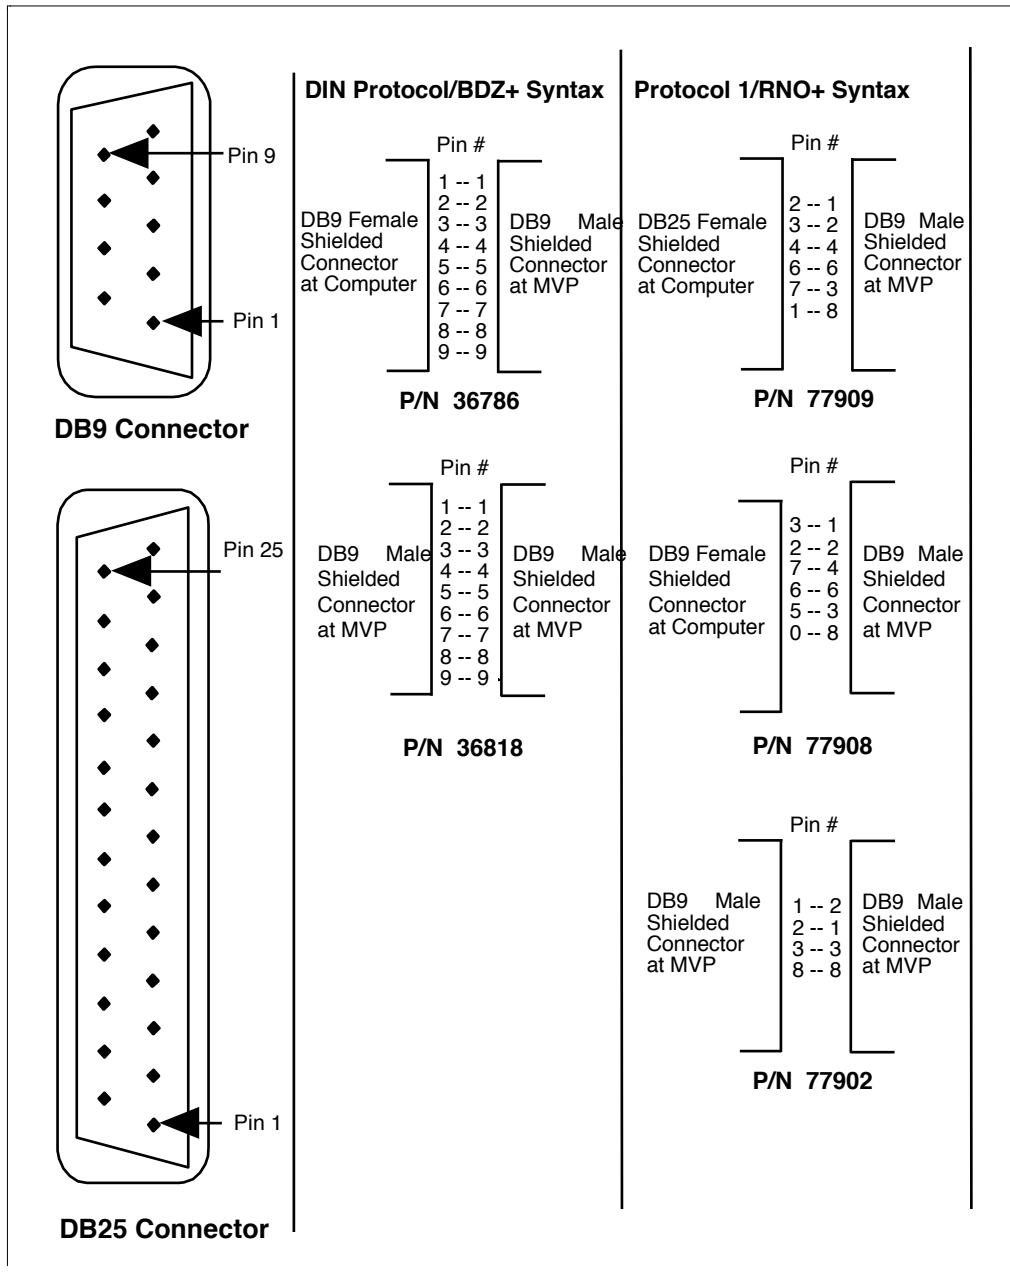 Pin 9
Pin 1
DB9 Connector
Pin 25
Pin 1
DB25 Connector
DIN Protocol/BDZ+ Syntax
Pin #
DB9 Female
Shielded
Connector
at Computer
1 -- 1
2 -- 2
3 -- 3
4 -- 4
5 -- 5
6 -- 6
7 -- 7
8 -- 8
9 -- 9
DB9 Male
Shielded
Connector
at MVP
P/N 36786
Pin #
DB9 Male
Shielded
Connector
at MVP
1 -- 1
2 -- 2
3 -- 3
4 -- 4
5 -- 5
6 -- 6
7 -- 7
8 -- 8
9 -- 9
DB9 Male
Shielded
Connector
at MVP
P/N 36818
Protocol 1/RNO+ Syntax
Pin #
DB25 Female
Shielded
Connector
at Computer
2 -- 1
3 -- 2
4 -- 4
6 -- 6
7 -- 3
1 -- 8
DB9 Male
Shielded
Connector
at MVP
P/N 77909
Pin #
DB9 Female
Shielded
Connector
at Computer
3 -- 1
2 -- 2
7 -- 4
6 -- 6
5 -- 3
0 -- 8
DB9 Male
Shielded
Connector
at MVP
P/N 77908
Pin #
DB9 Male
Shielded
Connector
at MVP
1 -- 2
2 -- 1
3 -- 3
8 -- 8
DB9 Male
Shielded
Connector
at MVP
P/N 77902